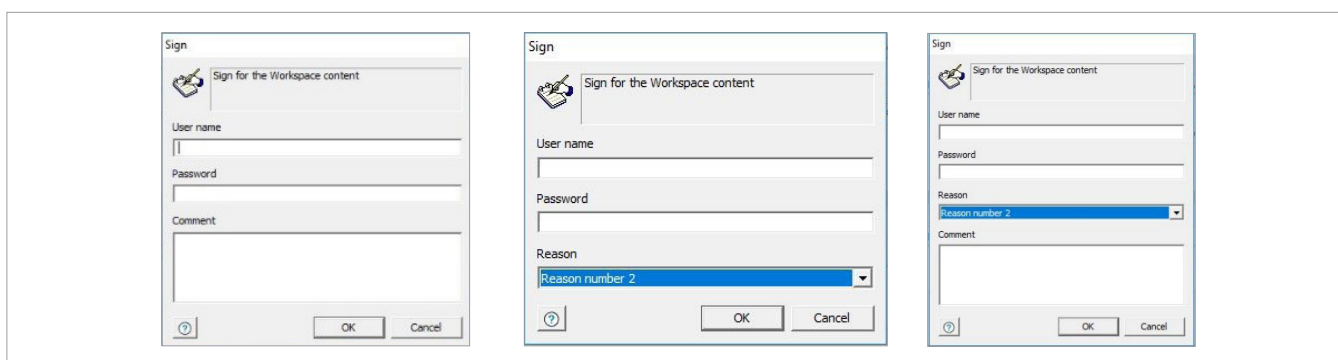 Sign
Sign for the Workspace content
User name
Password
Comment
?
OK
Cancel
Sign
Sign for the Workspace content
User name
Password
Reason
Reason number 2
?
OK
Cancel
Sign
Sign for the Workspace content
User name
Password
Reason
Reason number 2
Comment
?
OK
Cancel